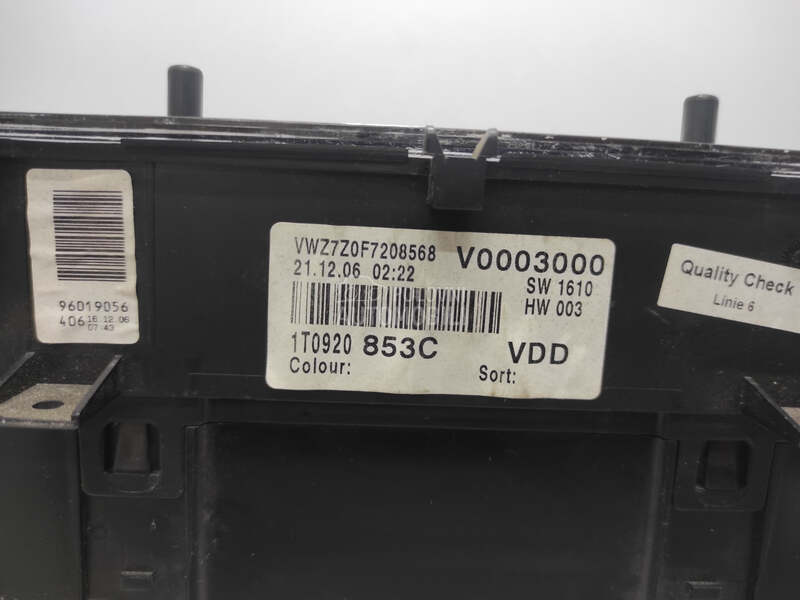 96019056
406 16.12.06
07:43
VWZ7Z0F7208568 V0003000
21.12.06 02:22 SW 1610
HW 003
1T0920 853C VDD
Colour: Sort:
Quality Check
Linie 6